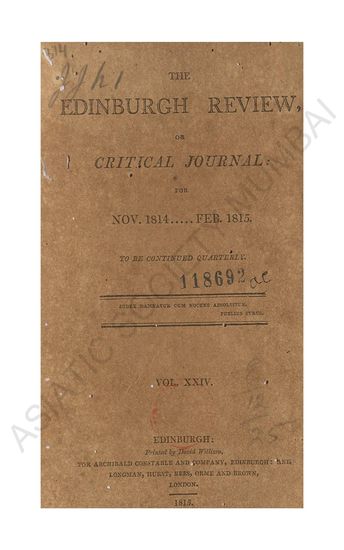 THE
EDINBURGH REVIEW,
OR
CRITICAL JOURNAL:
FOR
NOV. 1814.....FEB. 1815.
TO BE CONTINUED QUARTERLY.
118692
JUDEX DAMNATUR CUM NOCENS ABSOLVITUR.
PUBLIUS SYRUS.
VOL. XXIV.
EDINBURGH:
Printed by David Willison,
FOR ARCHIBALD CONSTABLE AND COMPANY, EDINBURGH: AND
LONGMAN, HURST, REES, ORME AND BROWN,
LONDON.
1815.
ASIATIC SOCIETY MUMBAI